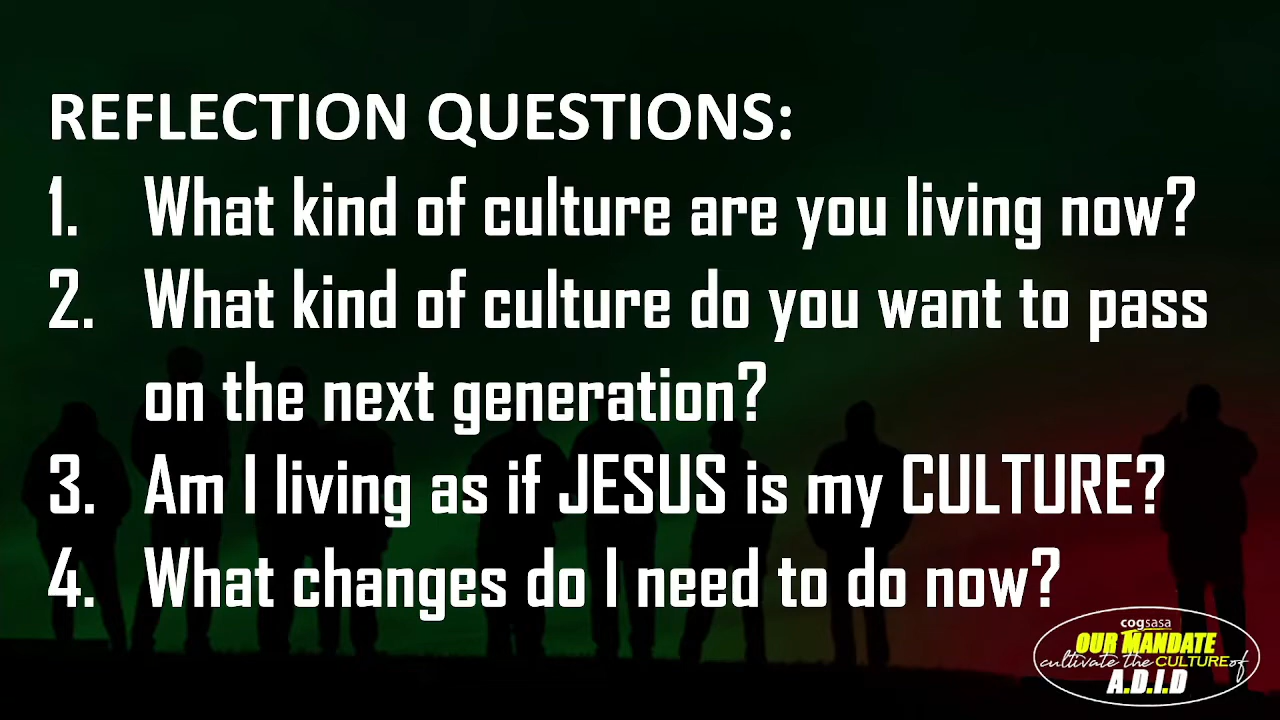 REFLECTION QUESTIONS:
1. What kind of culture are you living now?
2. What kind of culture do you want to pass
on the next generation?
3. Am I living as if JESUS is my CULTURE?
4. What changes do I need to do now?
cogsasa
OUR MANDATE
cultivate the CULTURE of
A.D.I.D